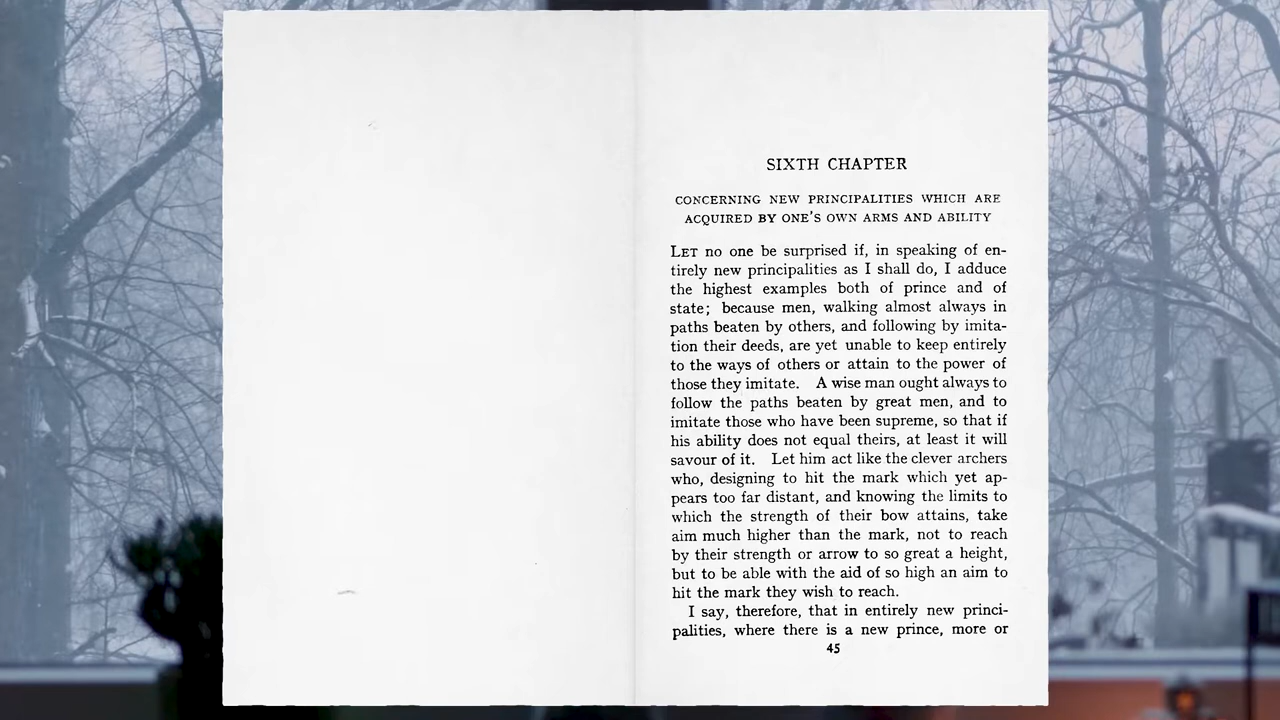 SIXTH CHAPTER
CONCERNING NEW PRINCIPALITIES WHICH ARE
ACQUIRED BY ONE'S OWN ARMS AND ABILITY
LET no one be surprised if, in speaking of en-
tirely new principalities as I shall do, I adduce
the highest examples both of prince and of
state; because men, walking almost always in
paths beaten by others, and following by imita-
tion their deeds, are yet unable to keep entirely
to the ways of others or attain to the power of
those they imitate. A wise man ought always to
follow the paths beaten by great men, and to
imitate those who have been supreme, so that if
his ability does not equal theirs, at least it will
savour of it. Let him act like the clever archers
who, designing to hit the mark which yet ap-
pears too far distant, and knowing the limits to
which the strength of their bow attains, take
aim much higher than the mark, not to reach
by their strength or arrow to so great a height,
but to be able with the aid of so high an aim to
hit the mark they wish to reach.
I say, therefore, that in entirely new princi-
palities, where there is a new prince, more or
45